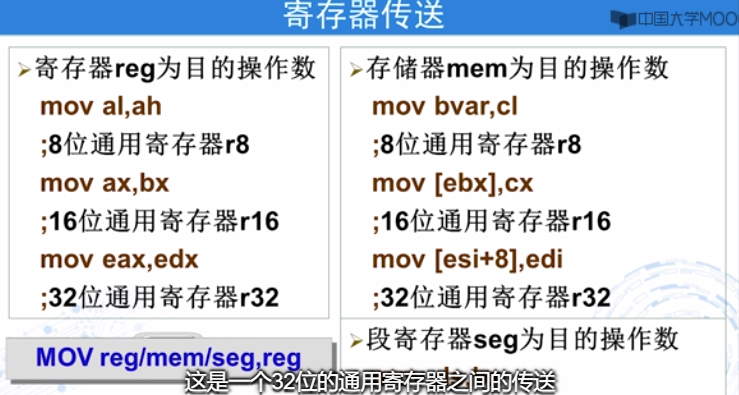 寄存器传送
中国大学MOO
➢寄存器reg为目的操作数
mov al,ah
;8位通用寄存器r8
mov ax,bx
;16位通用寄存器r16
mov eax,edx
;32位通用寄存器r32
MOV reg/mem/seg,reg
➢存储器mem为目的操作数
mov bvar,cl
;8位通用寄存器r8
mov [ebx],cx
;16位通用寄存器r16
mov [esi+8],edi
;32位通用寄存器r32
➢段寄存器seg为目的操作数
这是一个32位的通用寄存器之间的传送